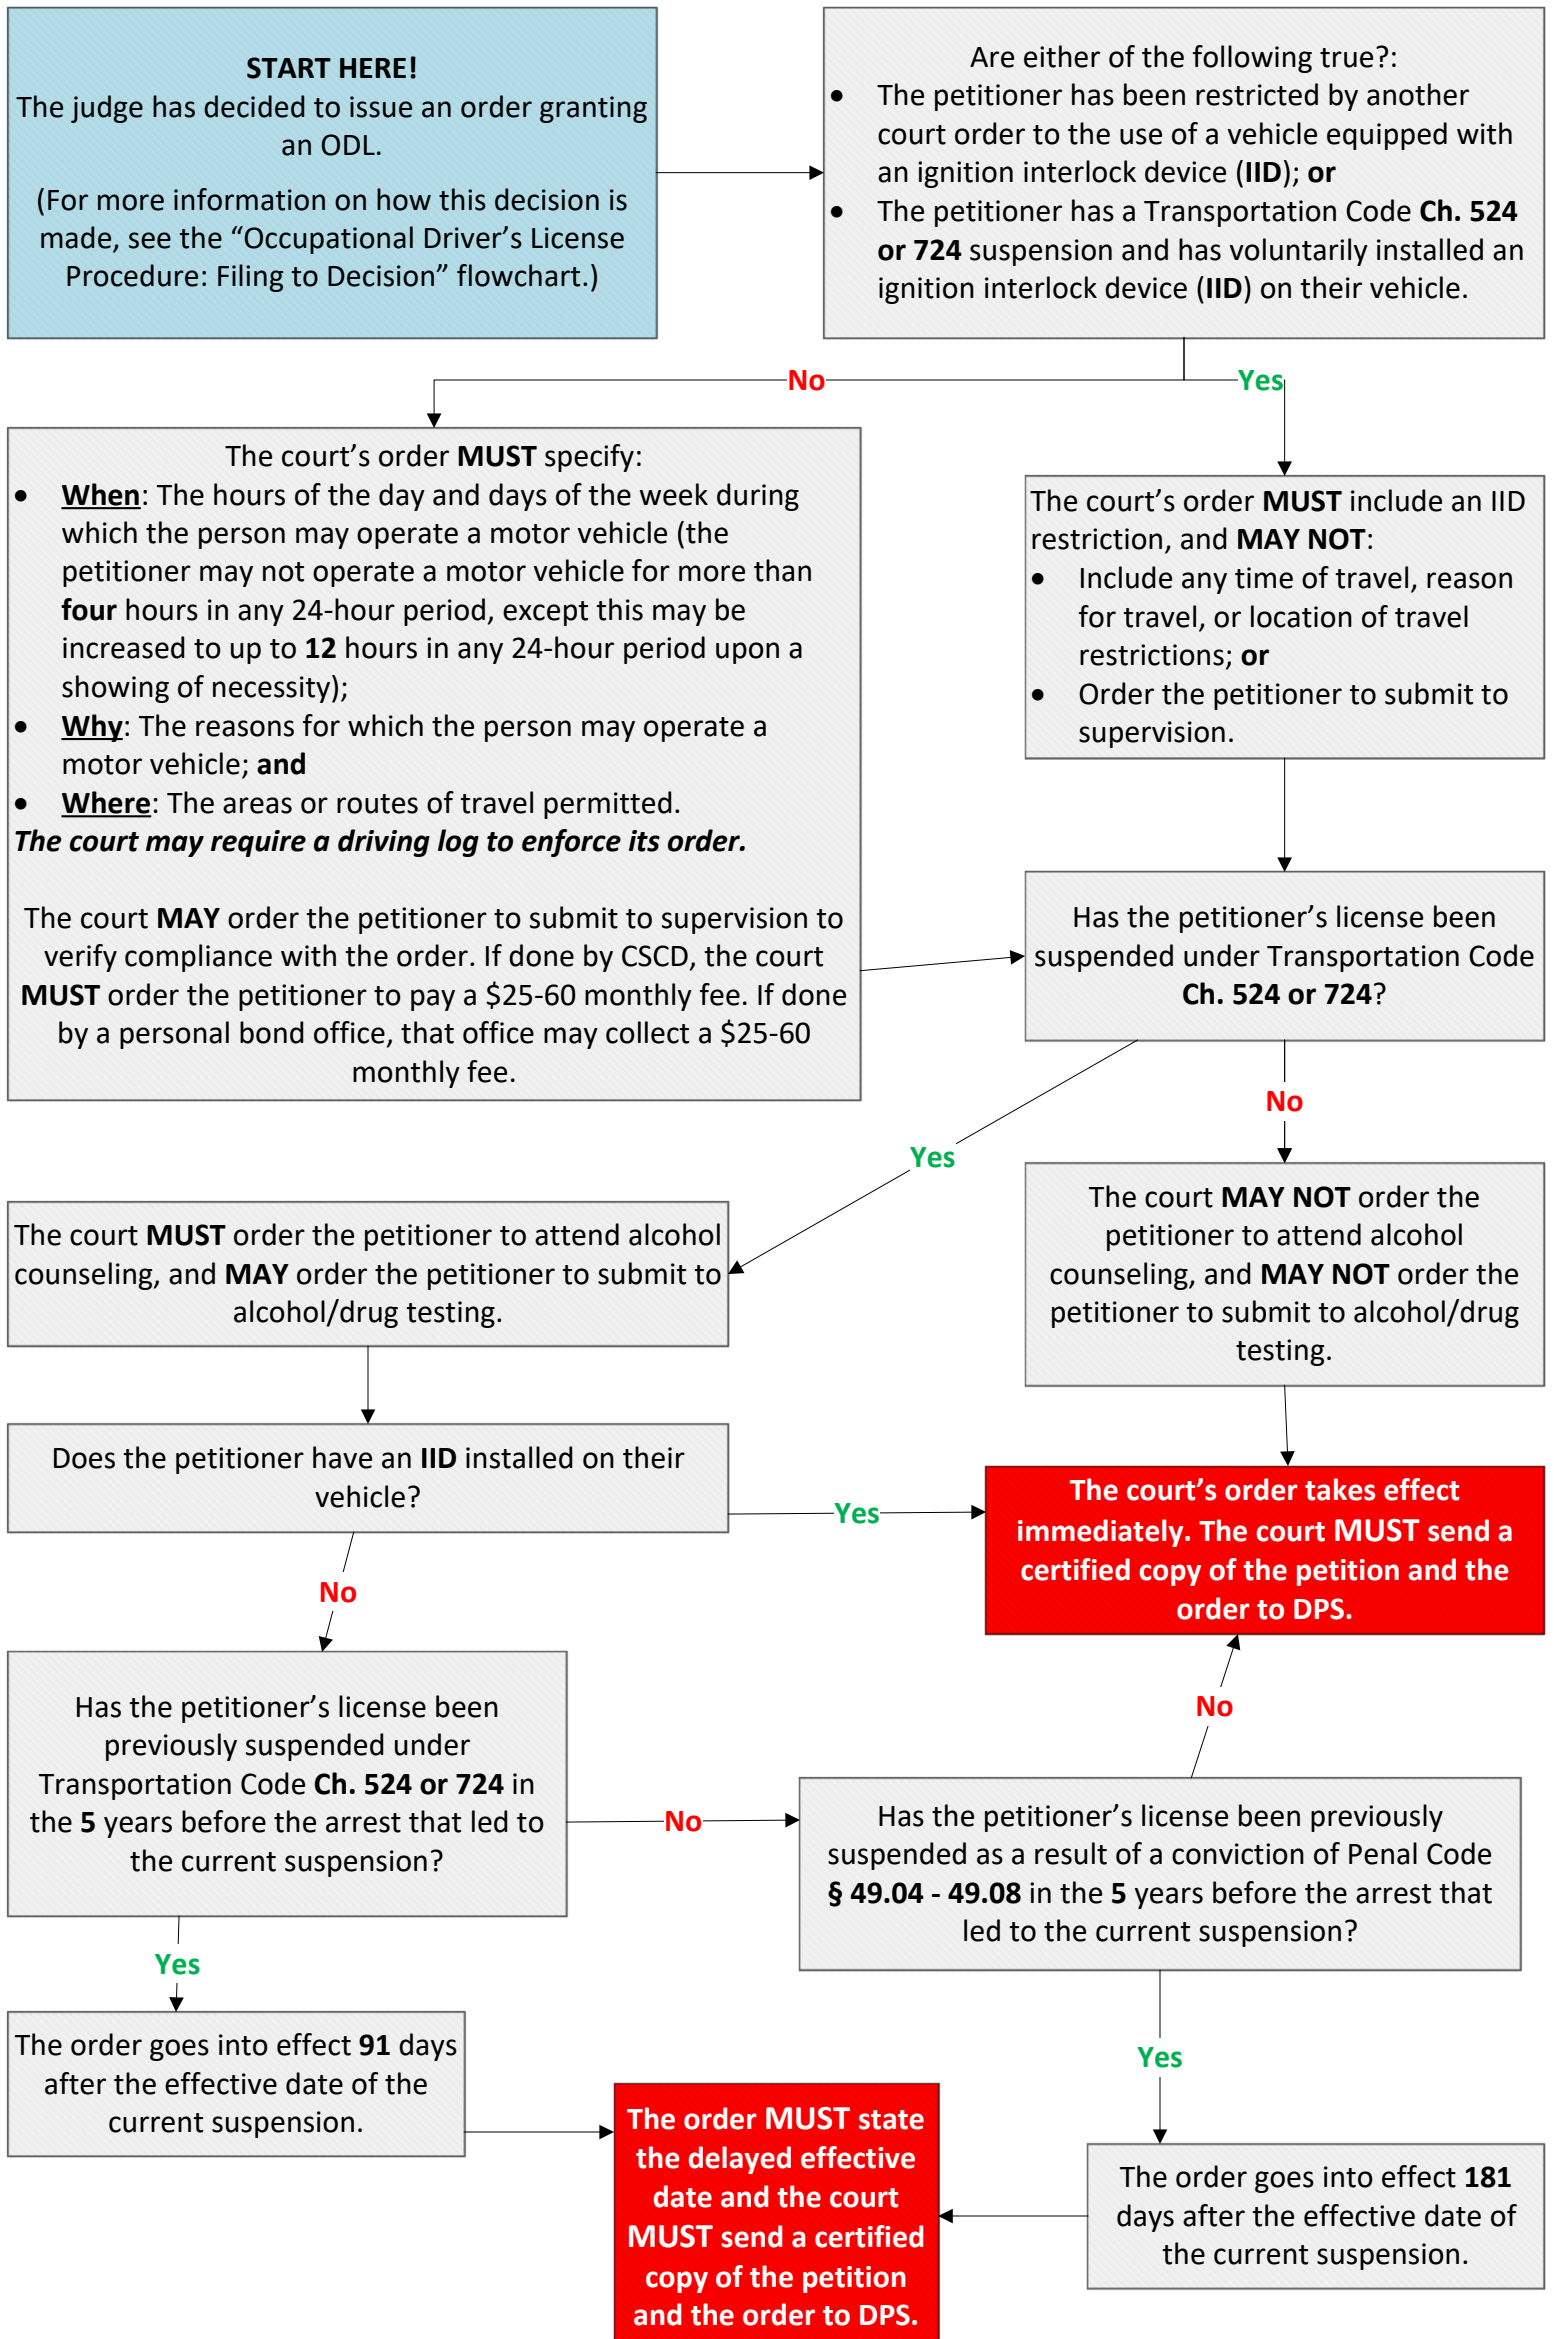 START HERE!
The judge has decided to issue an order granting
an ODL.
(For more information on how this decision is
made, see the “Occupational Driver’s License
Procedure: Filing to Decision” flowchart.)
Are either of the following true?:
• The petitioner has been restricted by another
court order to the use of a vehicle equipped with
an ignition interlock device (IID); or
• The petitioner has a Transportation Code Ch. 524
or 724 suspension and has voluntarily installed an
ignition interlock device (IID) on their vehicle.
No
Yes
The court’s order MUST specify:
• When: The hours of the day and days of the week during
which the person may operate a motor vehicle (the
petitioner may not operate a motor vehicle for more than
four hours in any 24-hour period, except this may be
increased to up to 12 hours in any 24-hour period upon a
showing of necessity);
• Why: The reasons for which the person may operate a
motor vehicle; and
• Where: The areas or routes of travel permitted.
The court may require a driving log to enforce its order.
The court MAY order the petitioner to submit to supervision to
verify compliance with the order. If done by CSCD, the court
MUST order the petitioner to pay a $25-60 monthly fee. If done
by a personal bond office, that office may collect a $25-60
monthly fee.
The court’s order MUST include an IID
restriction, and MAY NOT:
• Include any time of travel, reason
for travel, or location of travel
restrictions; or
• Order the petitioner to submit to
supervision.
Has the petitioner’s license been
suspended under Transportation Code
Ch. 524 or 724?
Yes
No
The court MUST order the petitioner to attend alcohol
counseling, and MAY order the petitioner to submit to
alcohol/drug testing.
The court MAY NOT order the
petitioner to attend alcohol
counseling, and MAY NOT order the
petitioner to submit to alcohol/drug
testing.
Does the petitioner have an IID installed on their
vehicle?
Yes
No
The court’s order takes effect
immediately. The court MUST send a
certified copy of the petition and the
order to DPS.
Has the petitioner’s license been
previously suspended under
Transportation Code Ch. 524 or 724 in
the 5 years before the arrest that led to
the current suspension?
No
No
Has the petitioner’s license been previously
suspended as a result of a conviction of Penal Code
§ 49.04 - 49.08 in the 5 years before the arrest that
led to the current suspension?
Yes
Yes
The order goes into effect 91 days
after the effective date of the
current suspension.
The order MUST state
the delayed effective
date and the court
MUST send a certified
copy of the petition
and the order to DPS.
The order goes into effect 181
days after the effective date of
the current suspension.